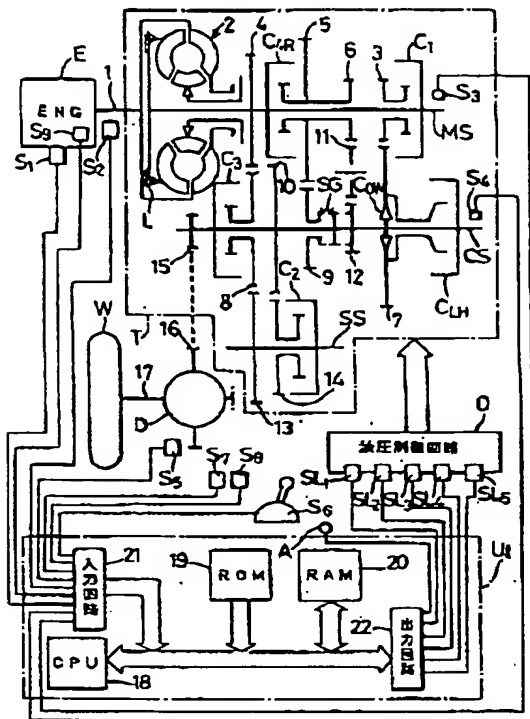 2 4 C4R 5 6 3 C1
E
ENG
S9
1
S3
MS
S1 S2
L
C3
10
11
SG
COW
S4
CS
15
9
12
W
8
C2
7
CLH
T
16
SS
17
D
13
14
油圧制御回路
O
S5
S7 S8
SL1 SL2 SL3 SL4 SL5
S6
A
U
21
入力回路
19
ROM
RAM
20
22
出力回路
CPU
18